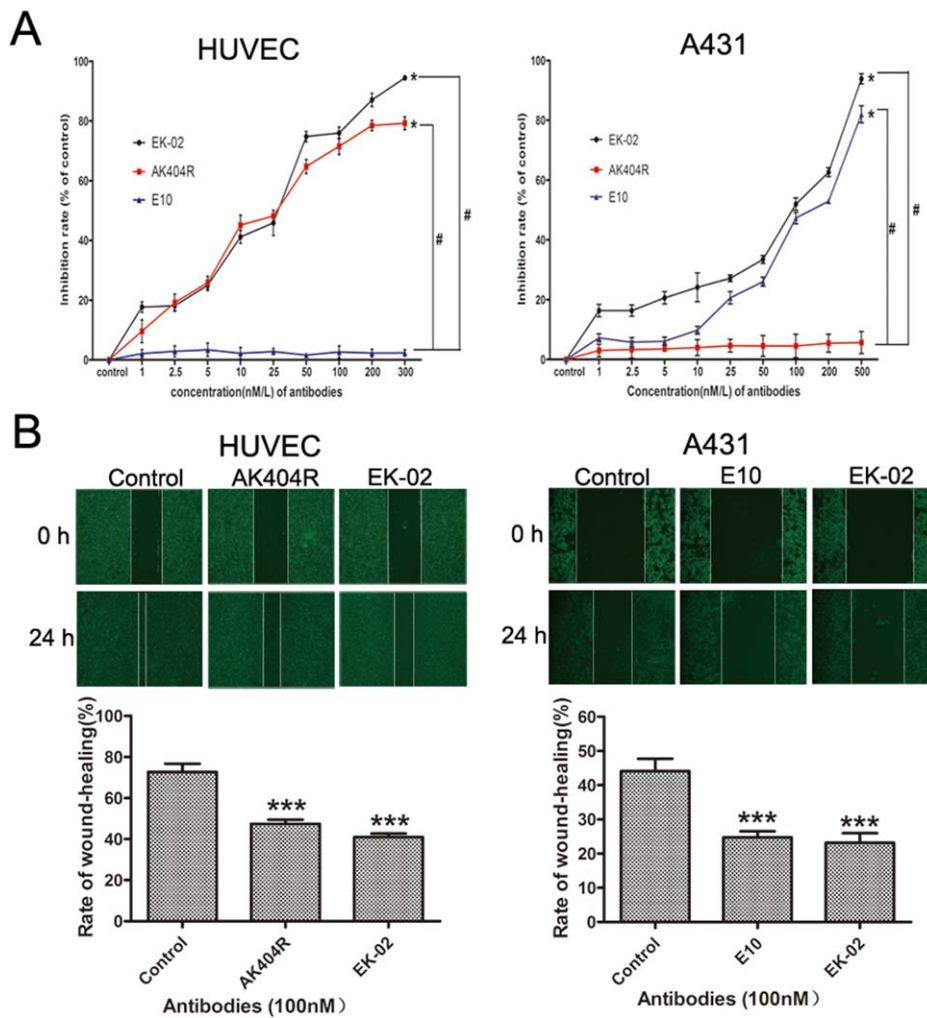 A
HUVEC
Inhibition rate (% of control)
100
80
60
40
20
0
EK-02
AK404R
E10
*
*
#
#
control 1 2.5 5 10 25 50 100 200 300
concentration(nM/L) of antibodies
A431
Inhibition rate (% of control)
100
80
60
40
20
0
EK-02
AK404R
E10
*
*
#
#
control 1 2.5 5 10 25 50 100 200 500
concentration(nM/L) of antibodies
B
HUVEC
Control AK404R EK-02
0 h
24 h
Rate of wound-healing(%)
100
80
60
40
20
0
***
***
Control AK404R EK-02
Antibodies (100nM）
A431
Control E10 EK-02
0 h
24 h
Rate of wound-healing(%)
60
50
40
30
20
10
0
***
***
Control E10 EK-02
Antibodies (100nM）